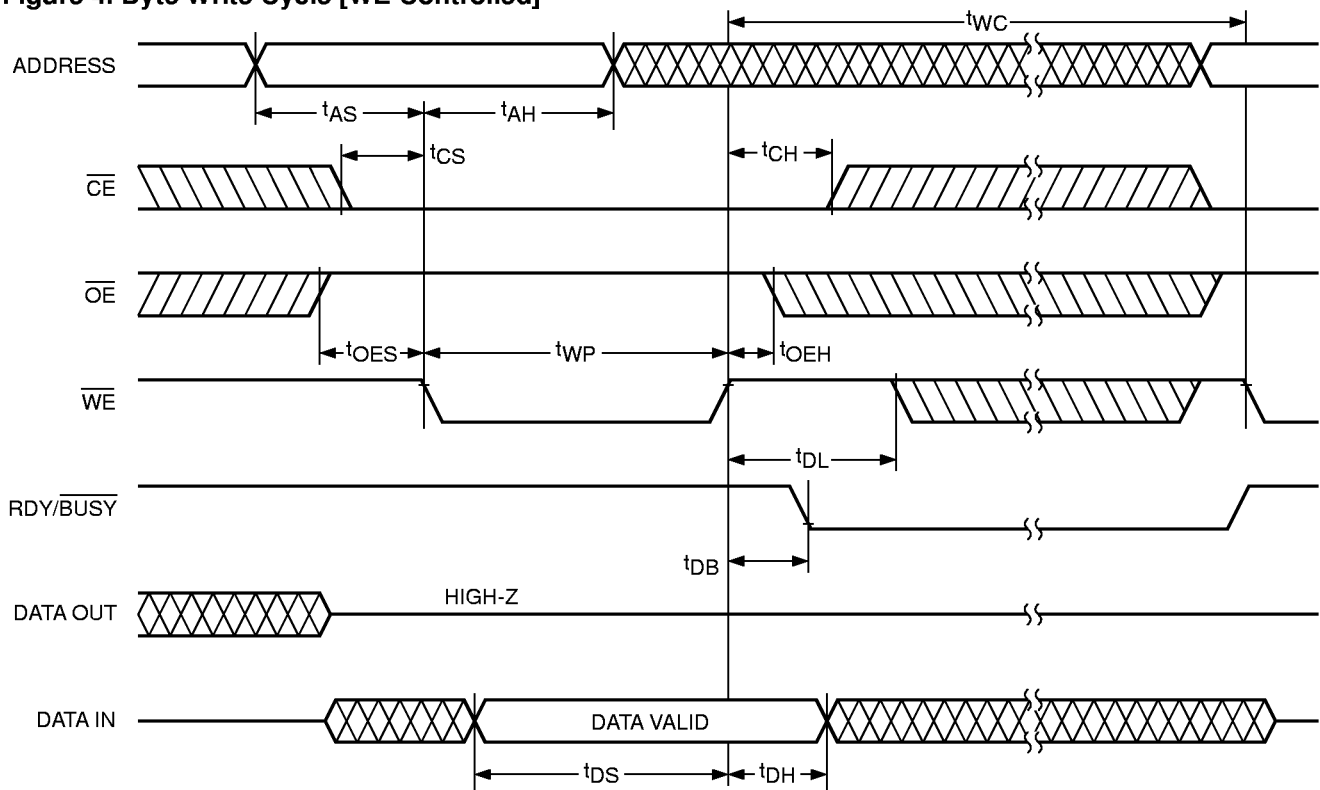 Figure 4. Byte Write Cycle [WE Controlled]
tWC
ADDRESS
tAS
tAH
tCS
tCH
CE
OE
tOES
tWP
tOEH
WE
tDL
RDY/BUSY
tDB
DATA OUT
HIGH-Z
DATA IN
DATA VALID
tDS
tDH